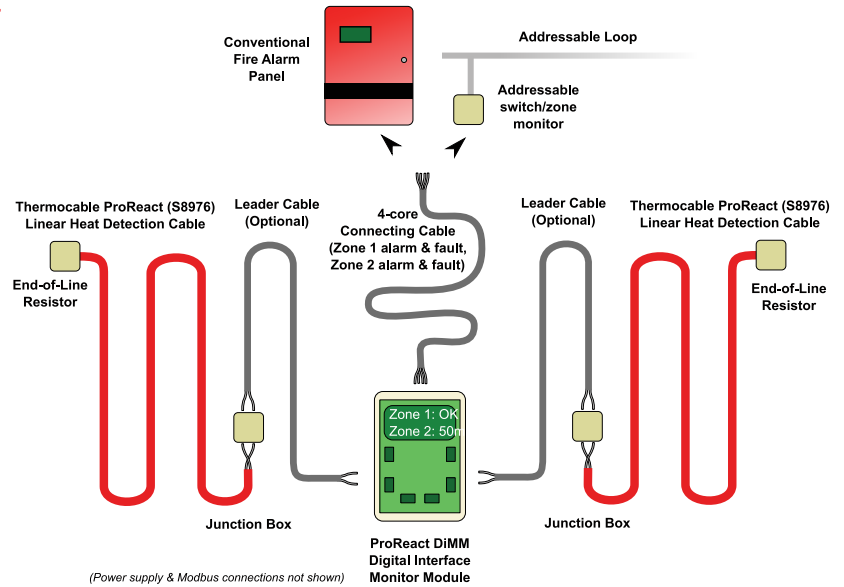 Conventional
Fire Alarm
Panel
Addressable Loop
Addressable
switch/zone
monitor
Thermocable ProReact (S8976)
Linear Heat Detection Cable
Leader Cable
(Optional)
4-core
Connecting Cable
(Zone 1 alarm & fault,
Zone 2 alarm & fault)
Leader Cable
(Optional)
Thermocable ProReact (S8976)
Linear Heat Detection Cable
End-of-Line
Resistor
End-of-Line
Resistor
Zone 1: OK
Zone 2: 50m
Junction Box
Junction Box
ProReact DiMM
Digital Interface
Monitor Module
(Power supply & Modbus connections not shown)